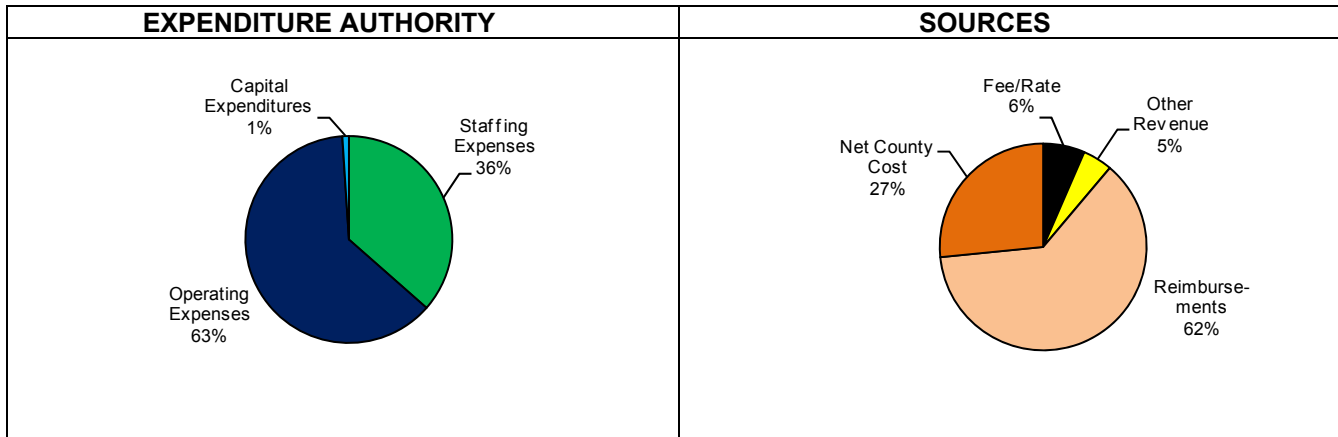 EXPENDITURE AUTHORITY
Capital
Expenditures
1%
Staffing
Expenses
36%
Operating
Expenses
63%
SOURCES
Fee/Rate
6%
Other
Revenue
5%
Net County
Cost
27%
Reimburse-
ments
62%